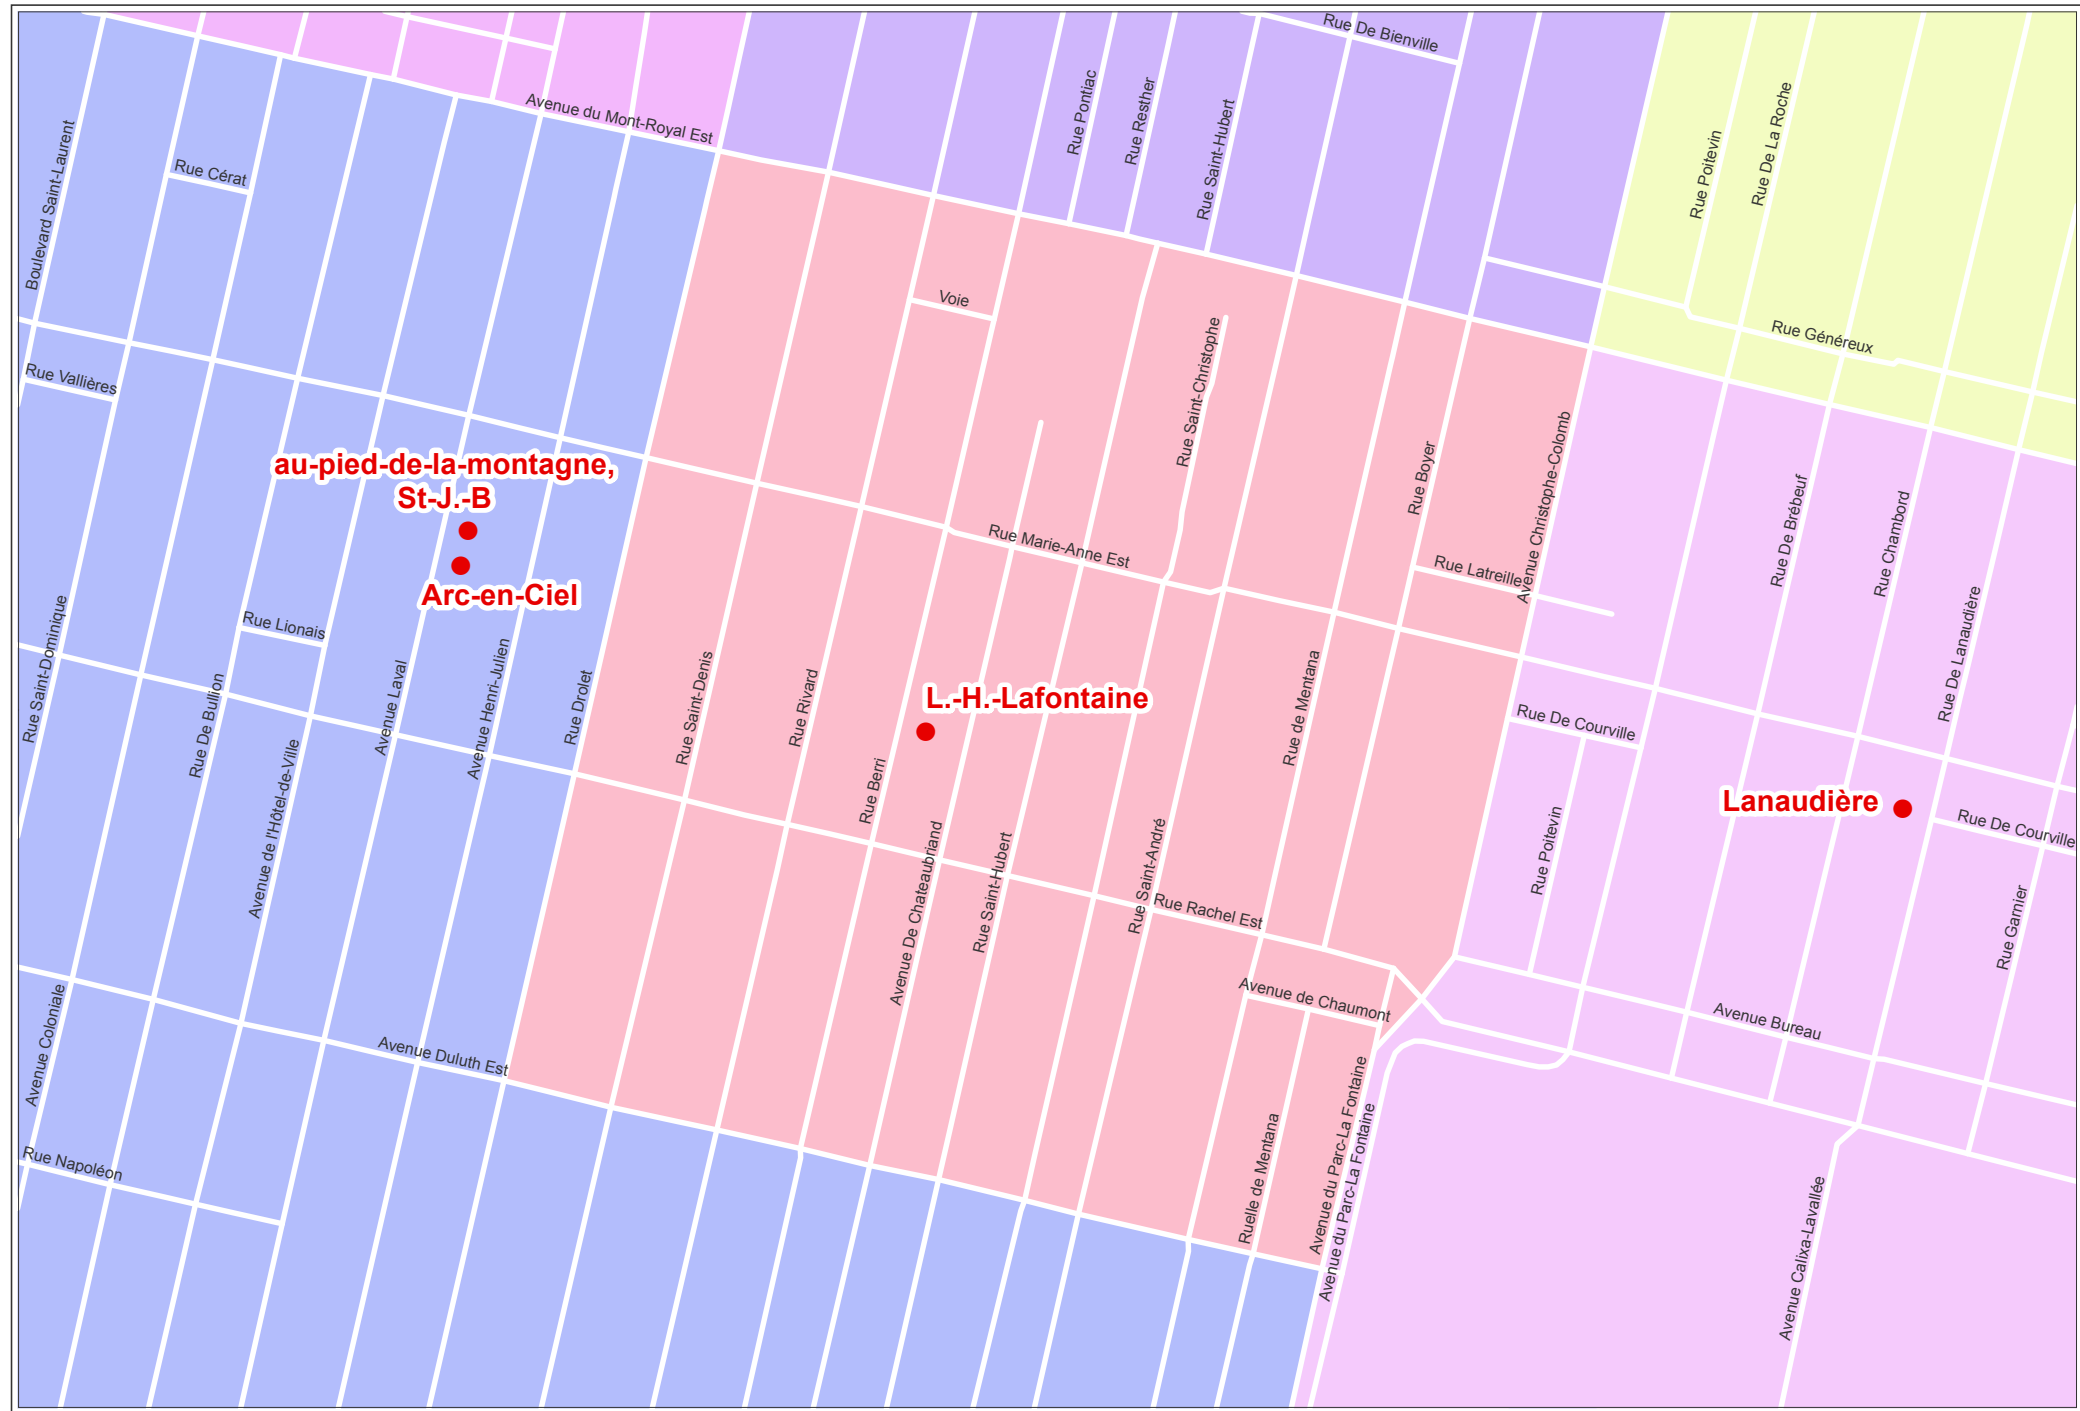 Rue De Bienville
Avenue du Mont-Royal Est
Rue Pontiac
Rue Resther
Rue Saint-Hubert
Rue Poitevin
Rue De La Roche
Boulevard Saint-Laurent
Rue Cérat
Voie
Rue Généreux
Rue Vallières
Rue Saint-Christophe
Rue Boyer
Avenue Christophe-Colomb
au-pied-de-la-montagne,
St-J.-B
Arc-en-Ciel
Rue Marie-Anne Est
Rue Latreille
Rue De Brébeuf
Rue Chambord
Rue De Lanaudière
Rue Saint-Dominique
Rue Lionais
Rue De Bullion
Avenue de l'Hôtel-de-Ville
Avenue Laval
Avenue Henri-Julien
Rue Drolet
Rue Saint-Denis
Rue Rivard
Rue Berri
L.-H.-Lafontaine
Rue de Mentana
Rue De Courville
Lanaudière
Rue De Courville
Rue Poitevin
Avenue De Chateaubriand
Rue Saint-Hubert
Rue Saint-André
Rue Rachel Est
Rue Garnier
Avenue de Chaumont
Avenue Bureau
Avenue Coloniale
Avenue Duluth Est
Rue Napoléon
Ruelle de Mentana
Avenue du Parc-La Fontaine
Avenue du Parc-La Fontaine
Avenue Calixa-Lavallée